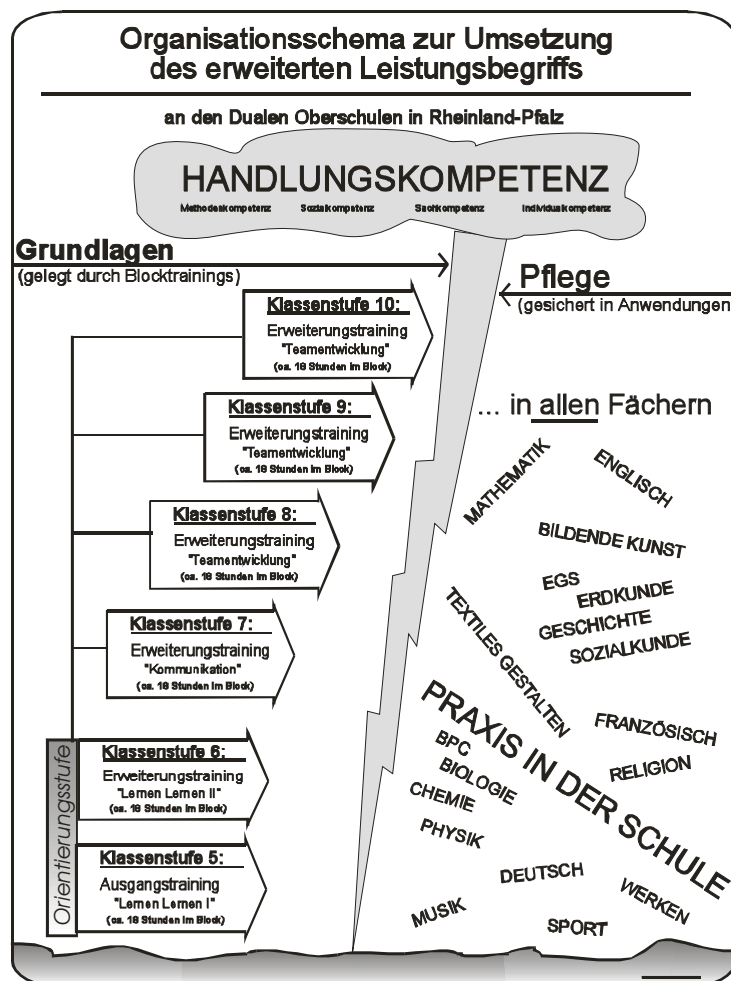 Organisationsschema zur Umsetzung
des erweiterten Leistungsbegriffs
an den Dualen Oberschulen in Rheinland-Pfalz
HANDLUNGSKOMPETENZ
Methodenkompetenz Sozialkompetenz Sachkompetenz Individualkompetenz
Grundlagen
(gelegt durch Blocktrainings)
Pflege
(gesichert in Anwendungen
Klassenstufe 10:
Erweiterungstraining
"Teamentwicklung"
(ca. 18 Stunden im Block)
Klassenstufe 9:
Erweiterungstraining
"Teamentwicklung"
(ca. 18 Stunden im Block)
Klassenstufe 8:
Erweiterungstraining
"Teamentwicklung"
(ca. 18 Stunden im Block)
Klassenstufe 7:
Erweiterungstraining
"Kommunikation"
(ca. 18 Stunden im Block)
Orientierungsstufe
Klassenstufe 6:
Erweiterungstraining
"Lernen Lernen II"
(ca. 18 Stunden im Block)
Klassenstufe 5:
Ausgangstraining
"Lernen Lernen I"
(ca. 18 Stunden im Block)
... in allen Fächern
MATHEMATIK
ENGLISCH
BILDENDE KUNST
EGS
ERDKUNDE
GESCHICHTE
SOZIALKUNDE
TEXTILES GESTALTEN
PRAXIS IN DER SCHULE
FRANZÖSISCH
RELIGION
BPC
BIOLOGIE
CHEMIE
PHYSIK
DEUTSCH
WERKEN
MUSIK
SPORT